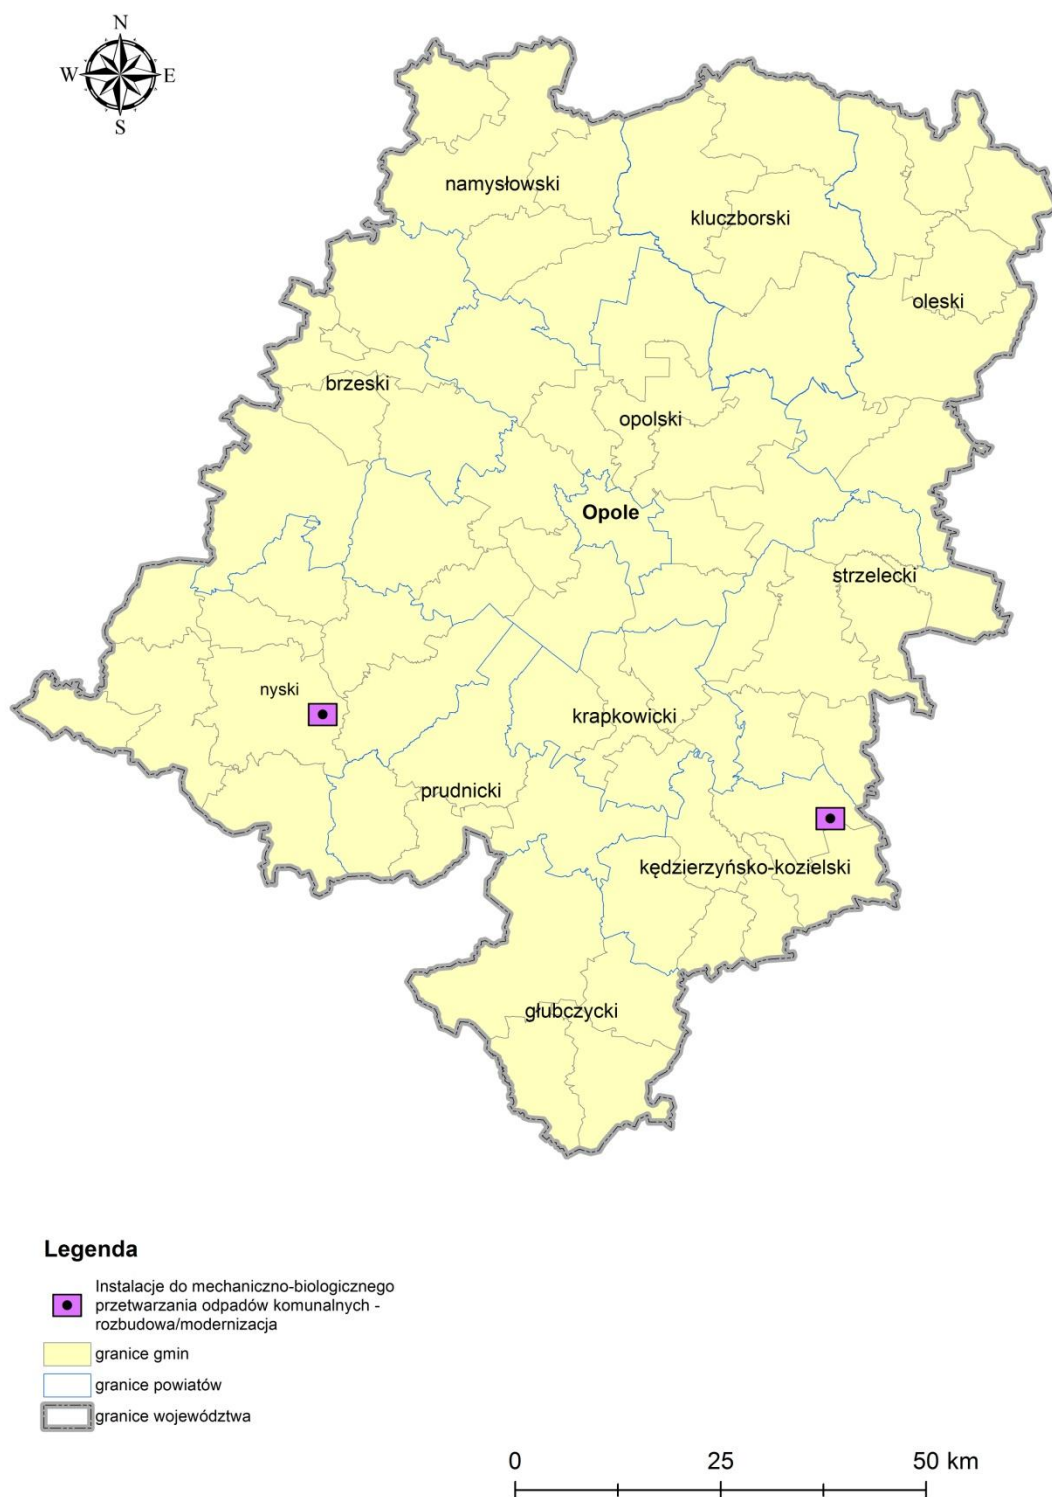 N
W E
S
namysłowski
kluczborski
oleski
brzeski
opolski
Opole
strzelecki
nyski
krapkowicki
prudnicki
kędzierzyńsko-kozielski
głubczycki
Legenda
Instalacje do mechaniczno-biologicznego
przetwarzania odpadów komunalnych -
rozbudowa/modernizacja
granice gmin
granice powiatów
granice województwa
0 25 50 km